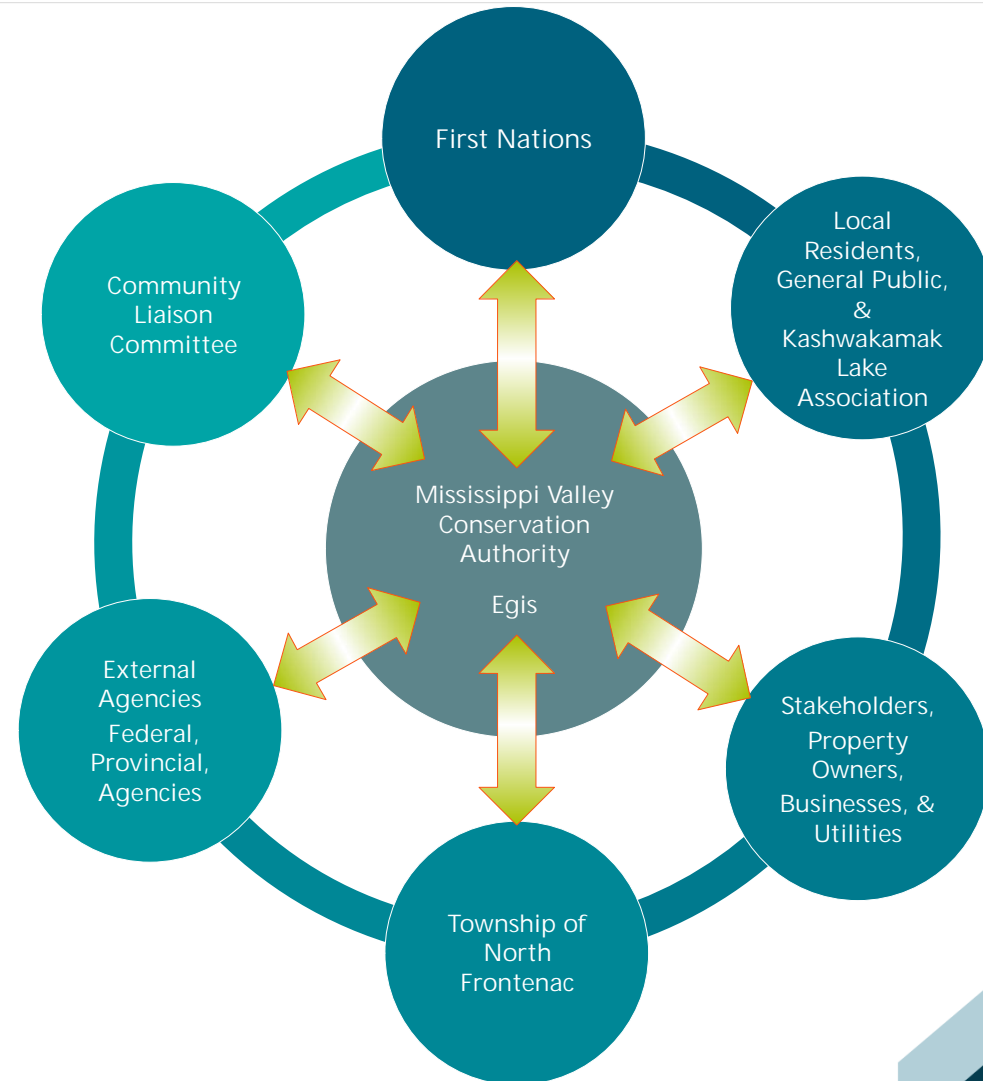 First Nations
Local
Residents,
General Public,
&
Kashwakamak
Lake
Association
Community
Liaison
Committee
Mississippi Valley
Conservation
Authority
Egis
External
Agencies
Federal,
Provincial,
Agencies
Stakeholders,
Property
Owners,
Businesses, &
Utilities
Township of
North
Frontenac